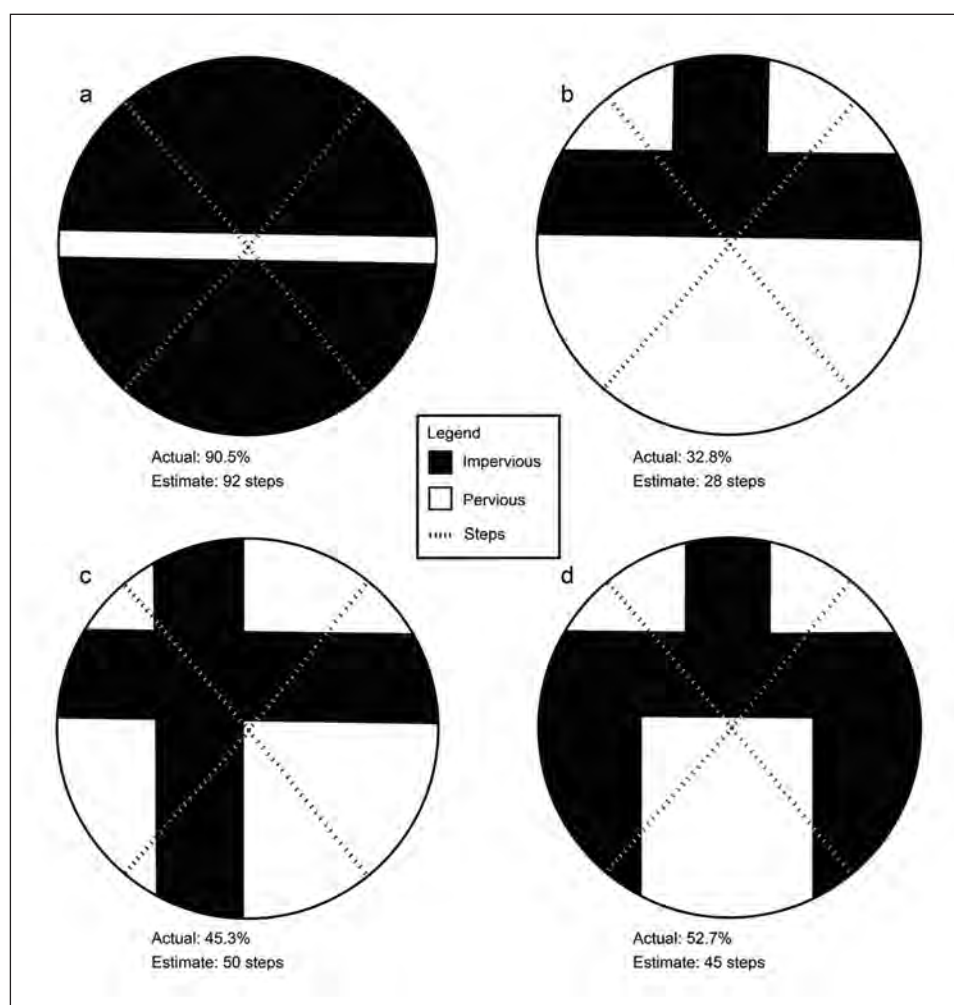 a
b
Actual: 90.5%
Estimate: 92 steps
Actual: 32.8%
Estimate: 28 steps
Legend
Impervious
Pervious
Steps
c
d
Actual: 45.3%
Estimate: 50 steps
Actual: 52.7%
Estimate: 45 steps